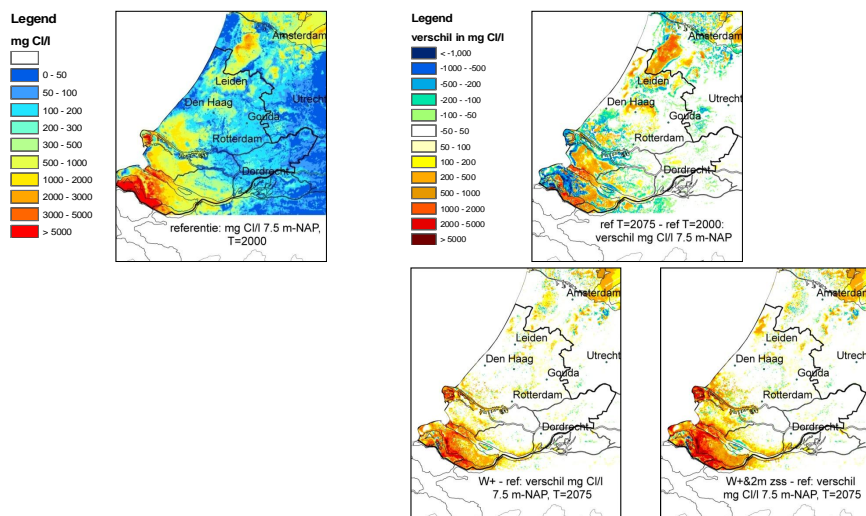 Legend
mg Cl/l
0 - 50
50 - 100
100 - 200
200 - 300
300 - 500
500 - 1000
1000 - 2000
2000 - 3000
3000 - 5000
> 5000
Amsterdam
Leiden
Den Haag
Utrecht
Gouda
Rotterdam
Dordrecht
referentie: mg Cl/l 7.5 m-NAP,
T=2000
Legend
verschil in mg Cl/l
< -1,000
-1000 - -500
-500 - -200
-200 - -100
-100 - -50
-50 - 50
50 - 100
100 - 200
200 - 500
500 - 1000
1000 - 2000
2000 - 5000
> 5000
Amsterdam
Leiden
Den Haag
Utrecht
Gouda
Rotterdam
Dordrecht
ref T=2075 - ref T=2000:
verschil mg Cl/l 7.5 m-NAP
Amsterdam
Leiden
Den Haag
Utrecht
Gouda
Rotterdam
Dordrecht
W+ - ref: verschil mg Cl/l
7.5 m-NAP, T=2075
Amsterdam
Leiden
Den Haag
Utrecht
Gouda
Rotterdam
Dordrecht
W+&2m zss - ref: verschil
mg Cl/l 7.5 m-NAP, T=2075